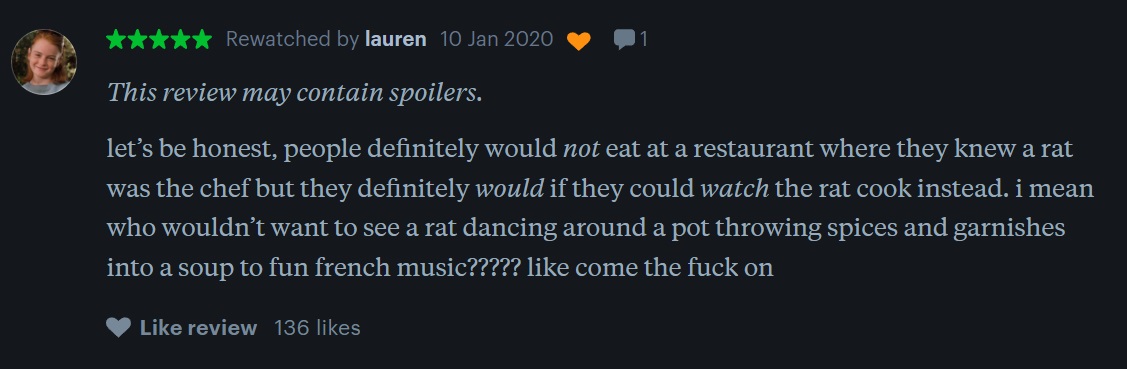 Rewatched by lauren 10 Jan 2020 1
This review may contain spoilers.
let’s be honest, people definitely would not eat at a restaurant where they knew a rat
was the chef but they definitely would if they could watch the rat cook instead. i mean
who wouldn’t want to see a rat dancing around a pot throwing spices and garnishes
into a soup to fun french music????? like come the fuck on
Like review 136 likes